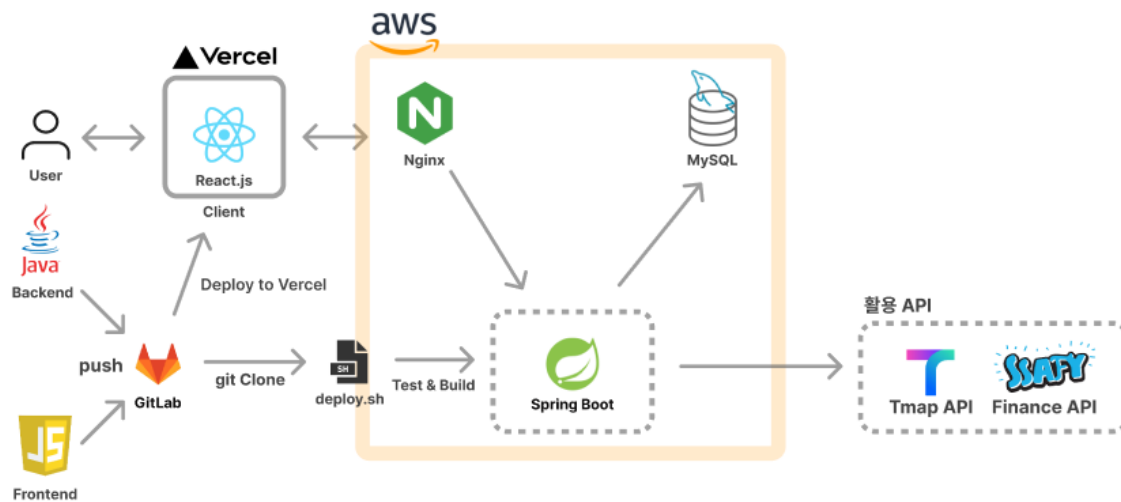 aws
Vercel
User
React.js
Client
Nginx
MySQL
Java
Backend
Deploy to Vercel
활용 API
push
GitLab
git Clone
SH
deploy.sh
Test & Build
Spring Boot
SSAFY
Tmap API
Finance API
JS
Frontend